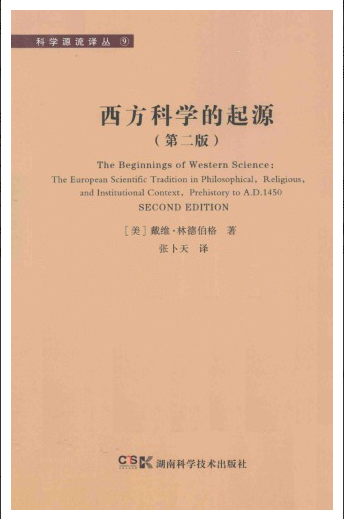 科学源流译丛 ⑨
西方科学的起源
（第二版）
The Beginnings of Western Science:
The European Scientific Tradition in Philosophical, Religious,
and Institutional Context, Prehistory to A.D.1450
SECOND EDITION
［美］戴维·林德伯格 著
张卜天 译
CSK 湖南科学技术出版社